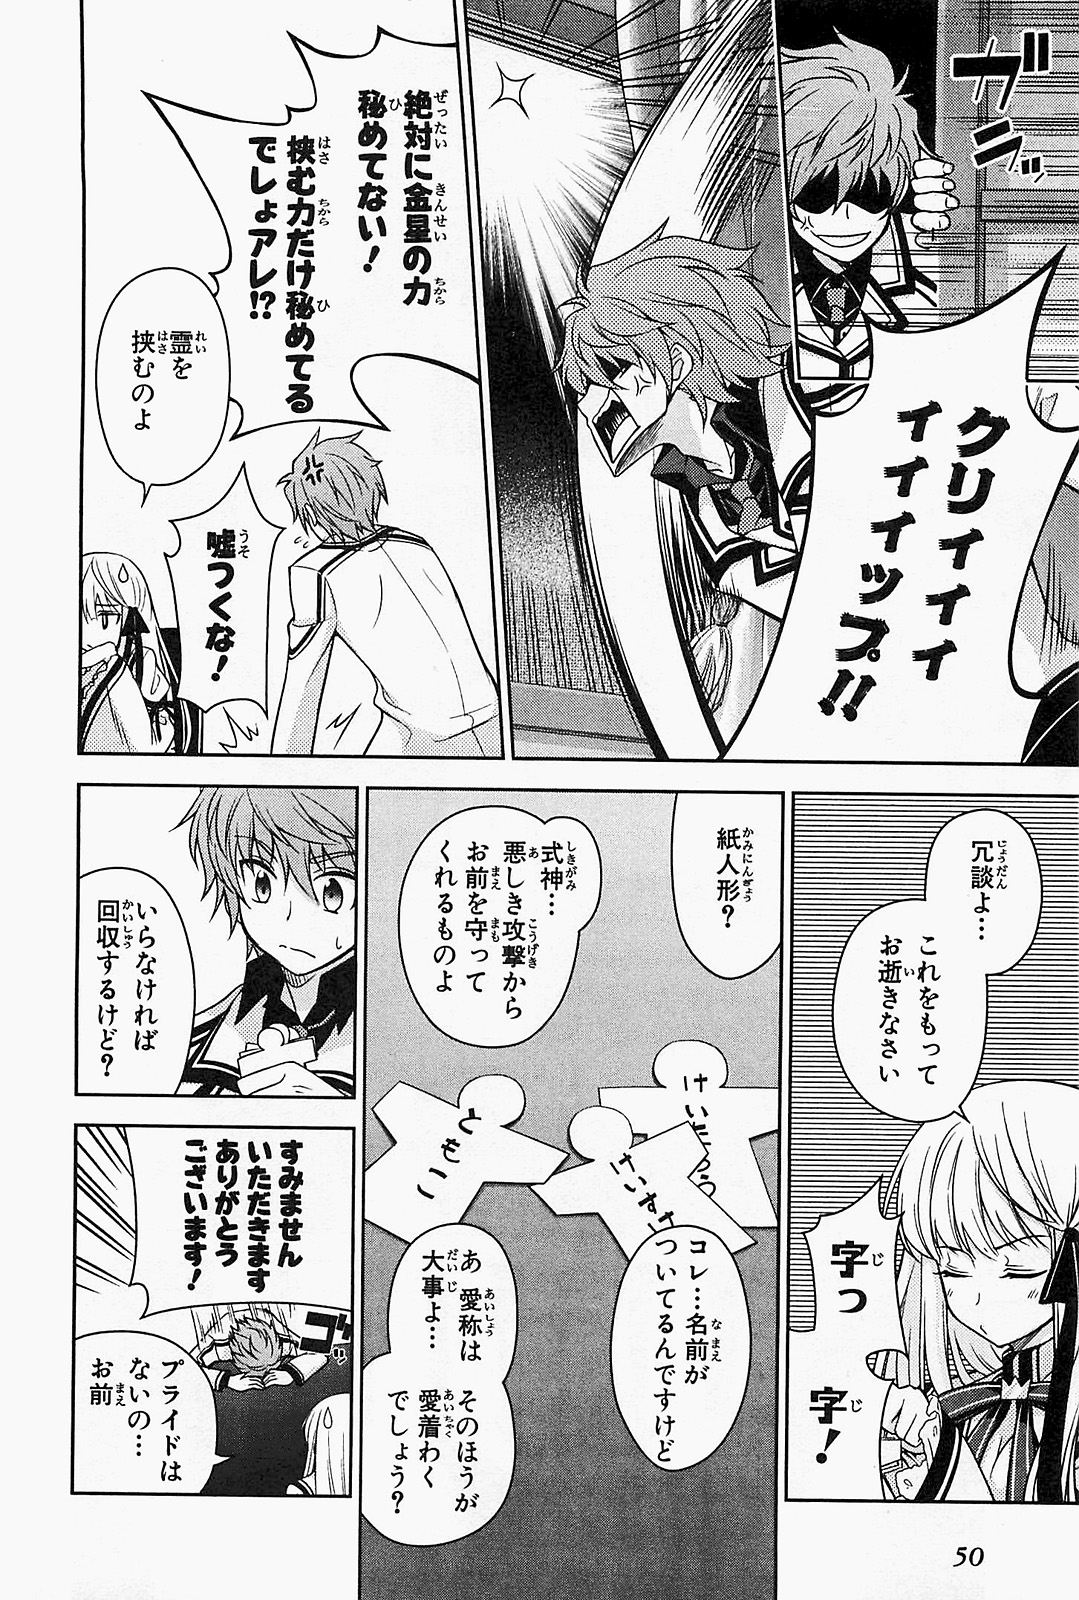 ガラッ
クリイイイイ
イイイイップ!!
絶対に金星の力
秘めてない!
挟む力だけ秘めてる
でしょアレ!?
霊を
挟むのよ
嘘つくな!
冗談よ…
これをもって
お逝きなさい
字っ
字!
紙人形?
式神…
悪しき攻撃から
お前を守って
くれるものよ
けいたろう
けいすけ
ともこ
コレ…名前が
ついてるんですけど
あ 愛称は
大事よ…
そのほうが
愛着わく
でしょう?
いらなければ
回収するけど?
すみません
いただきます
ありがとう
ございます!
ゴッ
プライドは
ないの…
お前
50